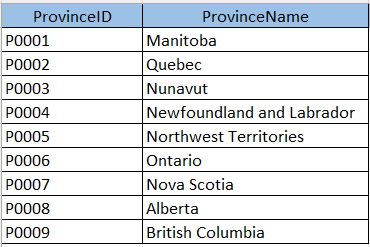 ProvinceID ProvinceName
P0001 Manitoba
P0002 Quebec
P0003 Nunavut
P0004 Newfoundland and Labrador
P0005 Northwest Territories
P0006 Ontario
P0007 Nova Scotia
P0008 Alberta
P0009 British Columbia